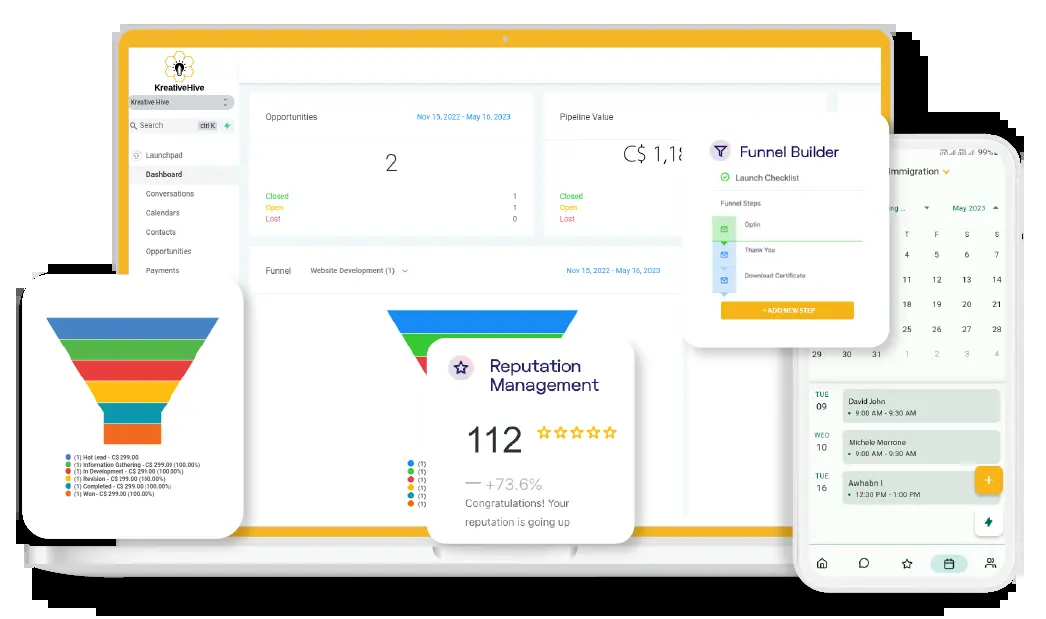 KreativeHive
Kreative Hive
Search ctrl K
Launchpad
Dashboard
Conversations
Calendars
Contacts
Opportunities
Payments
Opportunities Nov 15, 2022 - May 16, 2023
2
Closed 1
Open 1
Lost 0
Pipeline Value
C$ 1,18
Closed
Open
Lost
Funnel Website Development (1) Nov 15, 2022 - May 16, 2023
(1)
(1)
(1)
(1)
(1)
(1)
(1) Hot Lead - C$ 299.00
(1) Information Gathering - C$ 299.00 (100.00%)
(1) In Development - C$ 299.00 (100.00%)
(1) Revision - C$ 299.00 (100.00%)
(1) Completed - C$ 299.00 (100.00%)
(1) Won - C$ 299.00 (100.00%)
Reputation
Management
112
+73.6%
Congratulations! Your
reputation is going up
Funnel Builder
Launch Checklist
Funnel Steps
Optin
Thank You
Download Certificate
+ ADD NEW STEP
99%
Immigration
ng ... May 2023
T F S S
4 5 6 7
11 12 13 14
18 19 20 21
25 26 27 28
29 30 31 1 2 3 4
TUE
09
David John
9:00 AM - 9:30 AM
WED
10
Michele Morrone
9:00 AM - 9:30 AM
TUE
16
Awhabn I
12:30 PM - 1:00 PM
+